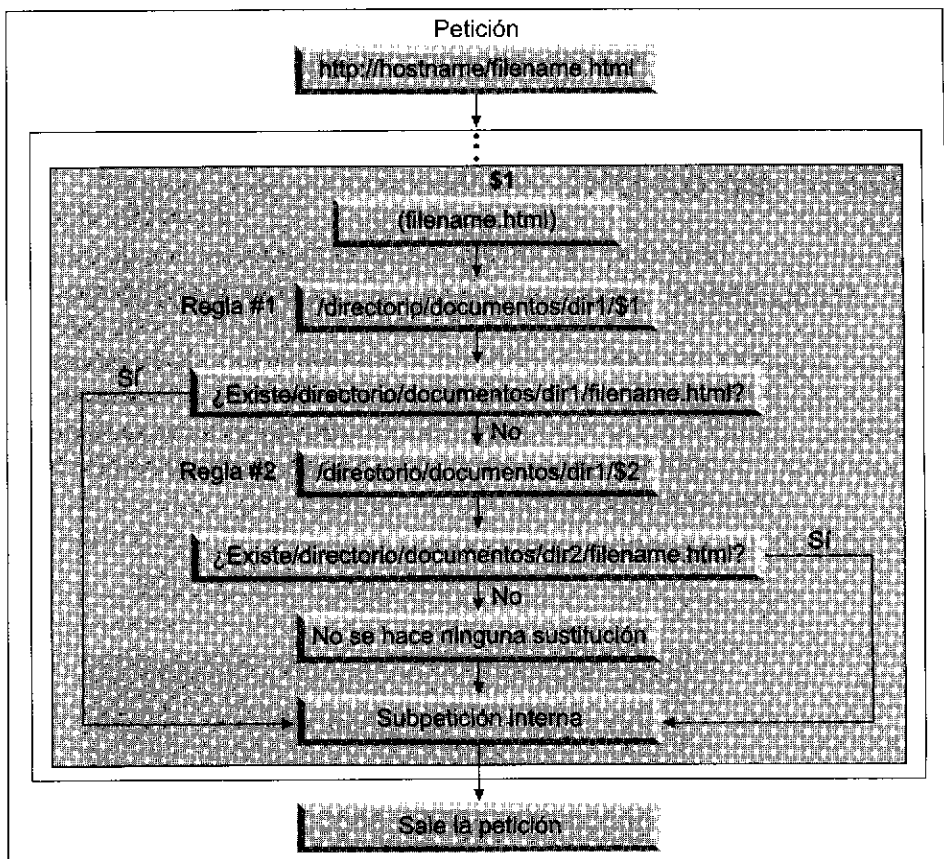 Petición
http://hostname/filename.html
$1
(filename.html)
Regla #1
/directorio/documentos/dir1/$1
Sí
¿Existe/directorio/documentos/dir1/filename.html?
No
Regla #2
/directorio/documentos/dir1/$2
¿Existe/directorio/documentos/dir2/filename.html?
Sí
No
No se hace ninguna sustitución
Subpetición interna
Sale la petición